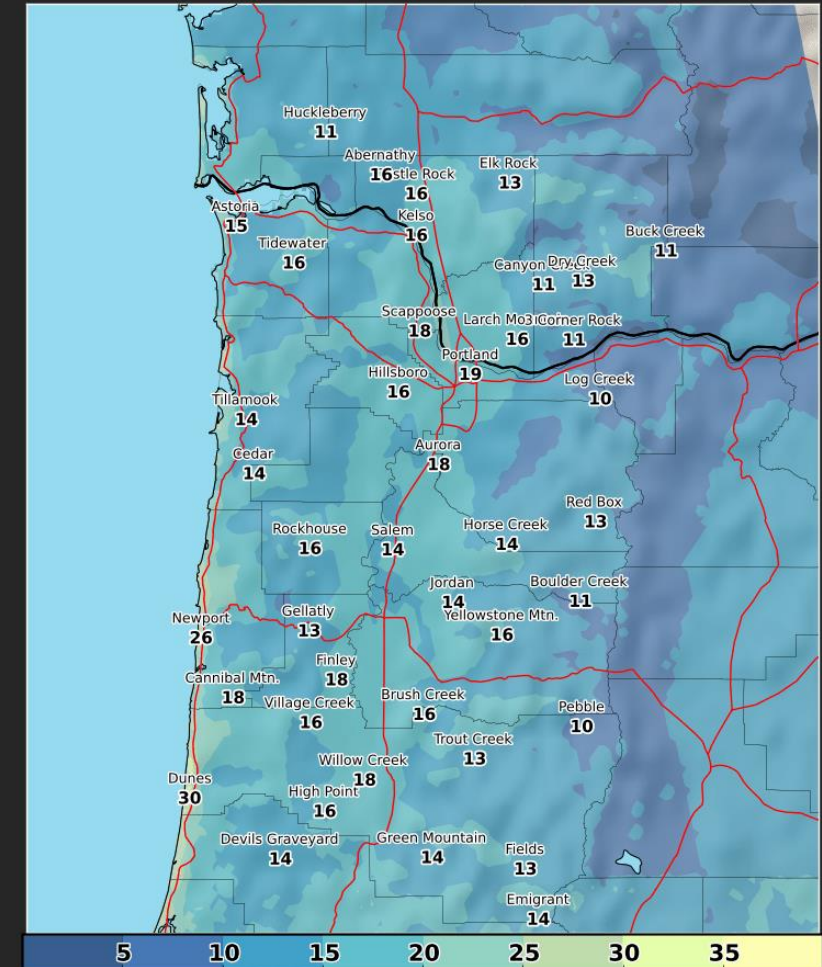 Huckleberry
11
Abernathy
16
stle Rock
16
Elk Rock
13
Astoria
15
Kelso
16
Tidewater
16
Buck Creek
11
Canyon
11
Dry Creek
13
Scappoose
18
Larch
16
Corner Rock
11
Portland
19
Hillsboro
16
Log Creek
10
Tillamook
14
Aurora
18
Cedar
14
Red Box
13
Rockhouse
16
Salem
14
Horse Creek
14
Jordan
14
Boulder Creek
11
Newport
26
Gellatly
13
Yellowstone Mtn.
16
Finley
18
Cannibal Mtn.
18
Village Creek
16
Brush Creek
16
Pebble
10
Trout Creek
13
Willow Creek
18
Dunes
30
High Point
16
Devils Graveyard
14
Green Mountain
14
Fields
13
Emigrant
14
5 10 15 20 25 30 35